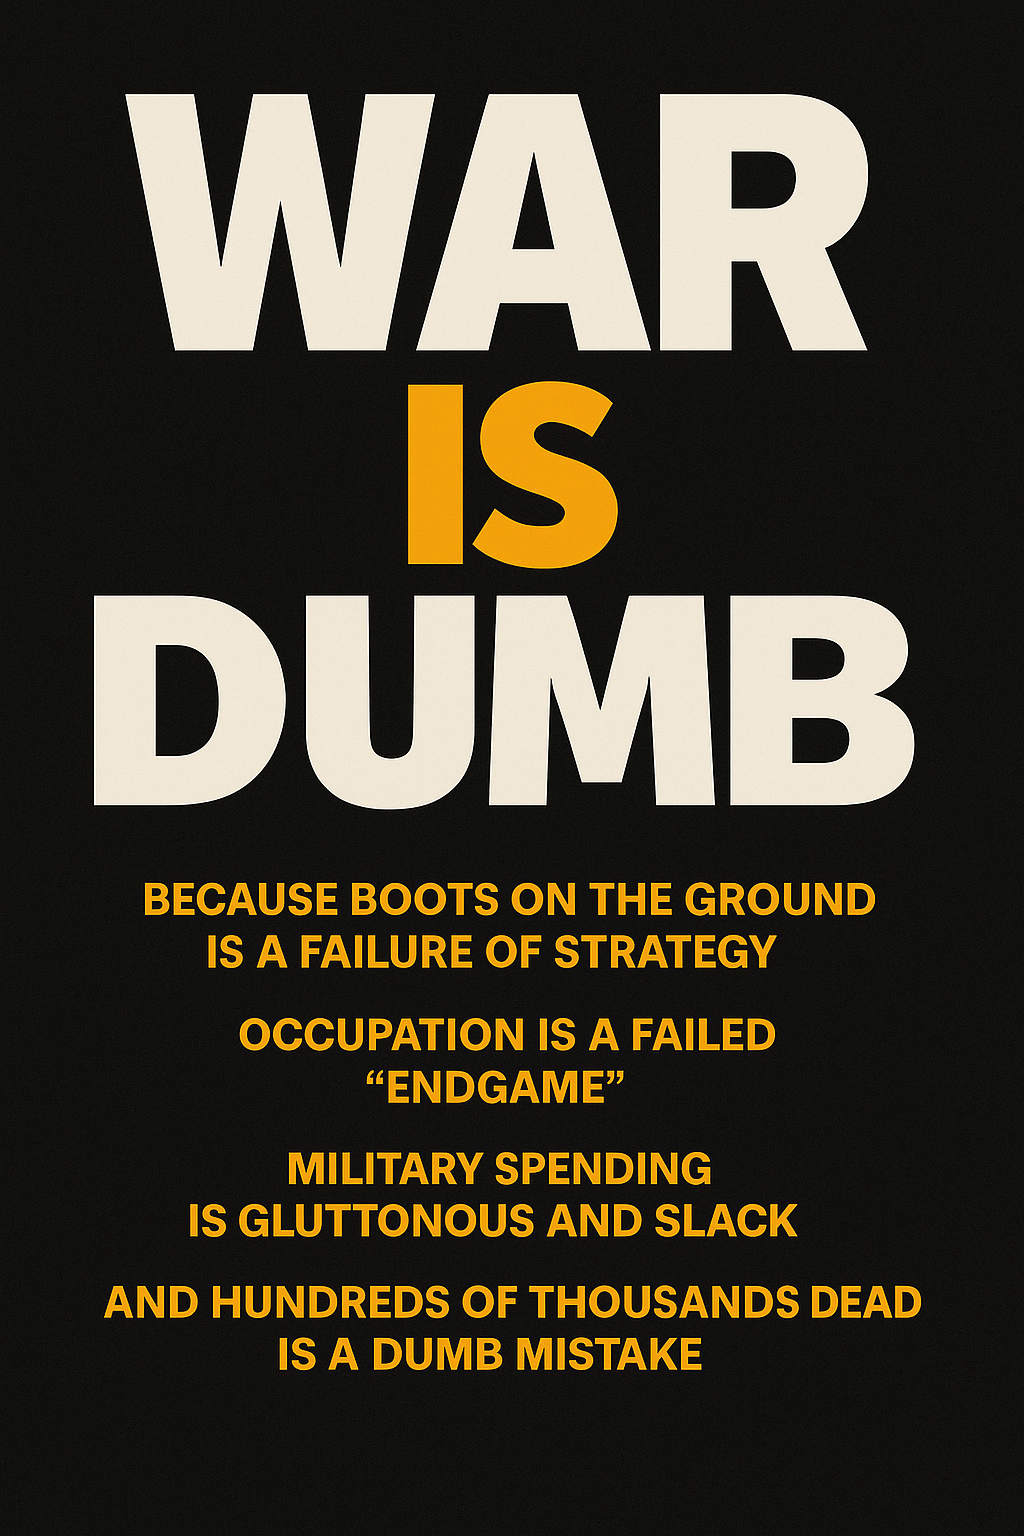 WAR
IS
DUMB
BECAUSE BOOTS ON THE GROUND
IS A FAILURE OF STRATEGY
OCCUPATION IS A FAILED
“ENDGAME”
MILITARY SPENDING
IS GLUTTONOUS AND SLACK
AND HUNDREDS OF THOUSANDS DEAD
IS A DUMB MISTAKE